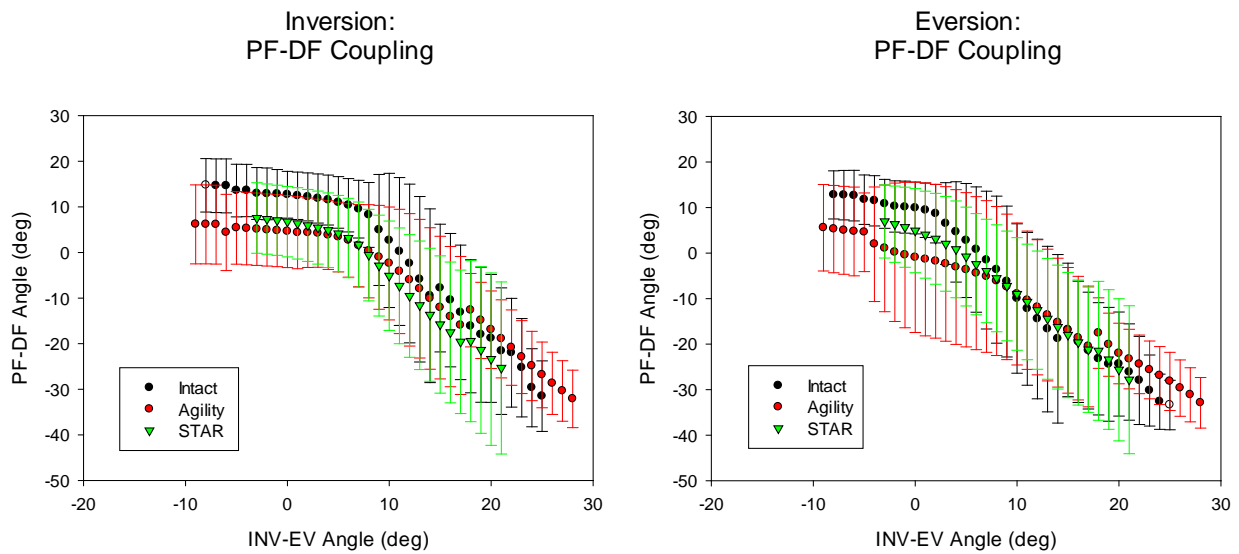 Inversion:
PF-DF Coupling
PF-DF Angle (deg)
30
20
10
0
-10
-20
-30
-40
-50
Intact
Agility
STAR
-20
-10
0
10
20
30
INV-EV Angle (deg)
Eversion:
PF-DF Coupling
PF-DF Angle (deg)
30
20
10
0
-10
-20
-30
-40
-50
Intact
Agility
STAR
-20
-10
0
10
20
30
INV-EV Angle (deg)